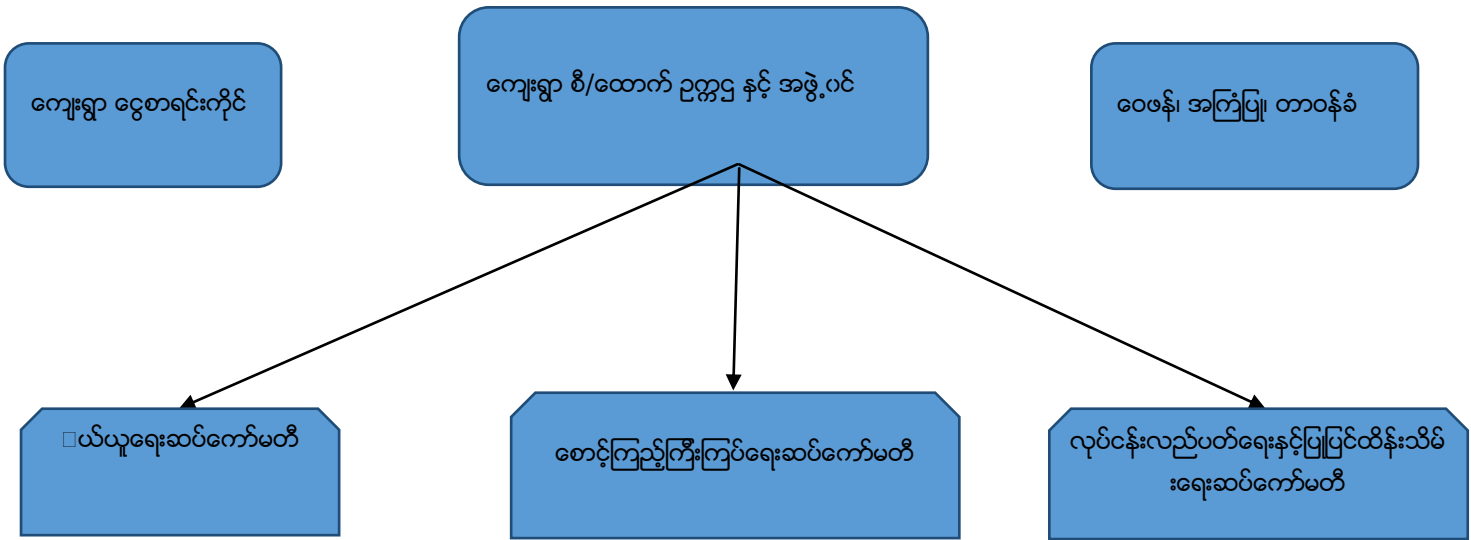 ကျေးရွာ ငွေစာရင်းကိုင်
ကျေးရွာ စီ/ထောက် ဥက္ကဌ နှင့် အဖွဲ့ဝင်
ဝေဖန်၊ အကြံပြု၊ တာဝန်ခံ
□ယ်ယူရေးဆပ်ကော်မတီ
စောင့်ကြည့်ကြီးကြပ်ရေးဆပ်ကော်မတီ
လုပ်ငန်းလည်ပတ်ရေးနှင့်ပြုပြင်ထိန်းသိမ်
းရေးဆပ်ကော်မတီ